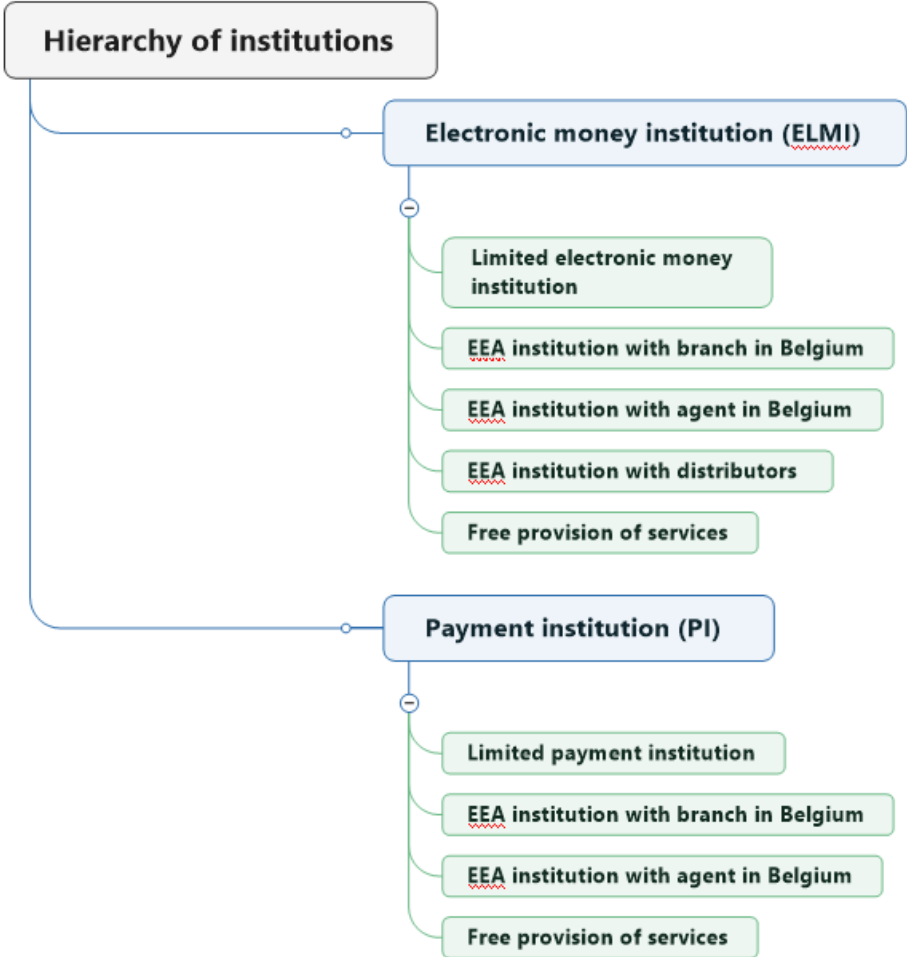 Hierarchy of institutions
Electronic money institution (ELMI)
Limited electronic money
institution
EEA institution with branch in Belgium
EEA institution with agent in Belgium
EEA institution with distributors
Free provision of services
Payment institution (PI)
Limited payment institution
EEA institution with branch in Belgium
EEA institution with agent in Belgium
Free provision of services